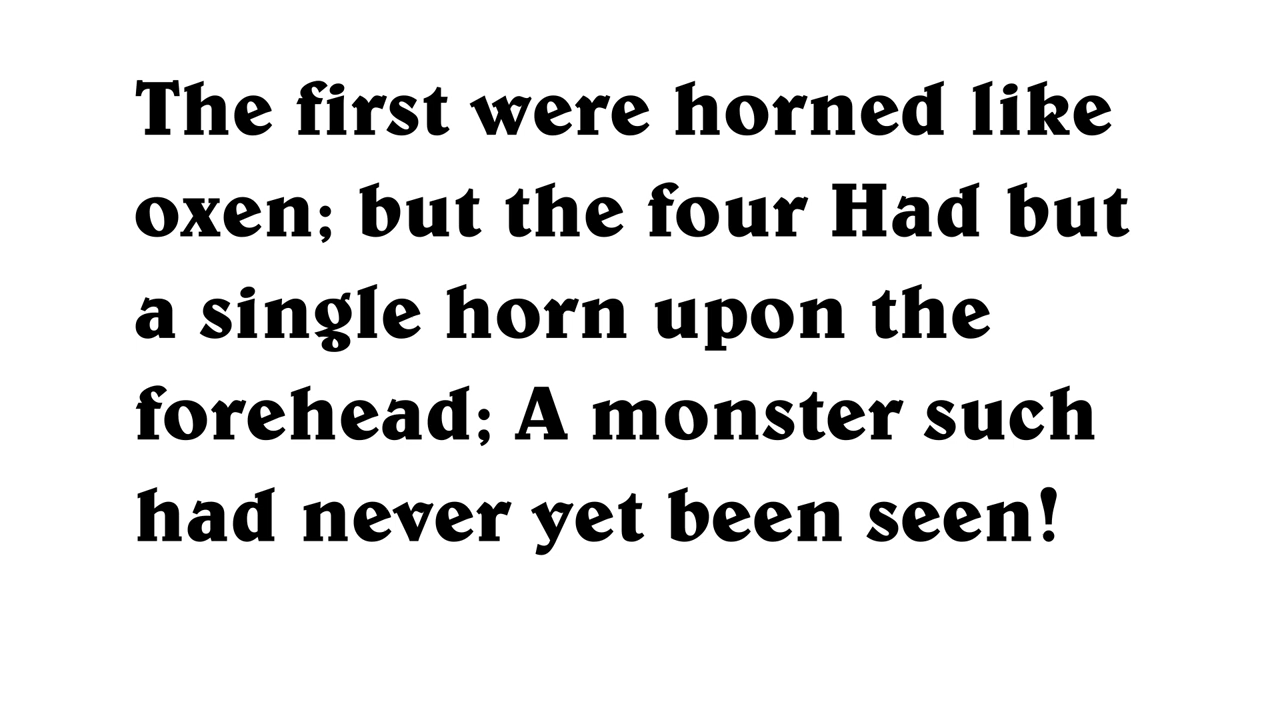 The first were horned like
oxen; but the four Had but
a single horn upon the
forehead; A monster such
had never yet been seen!